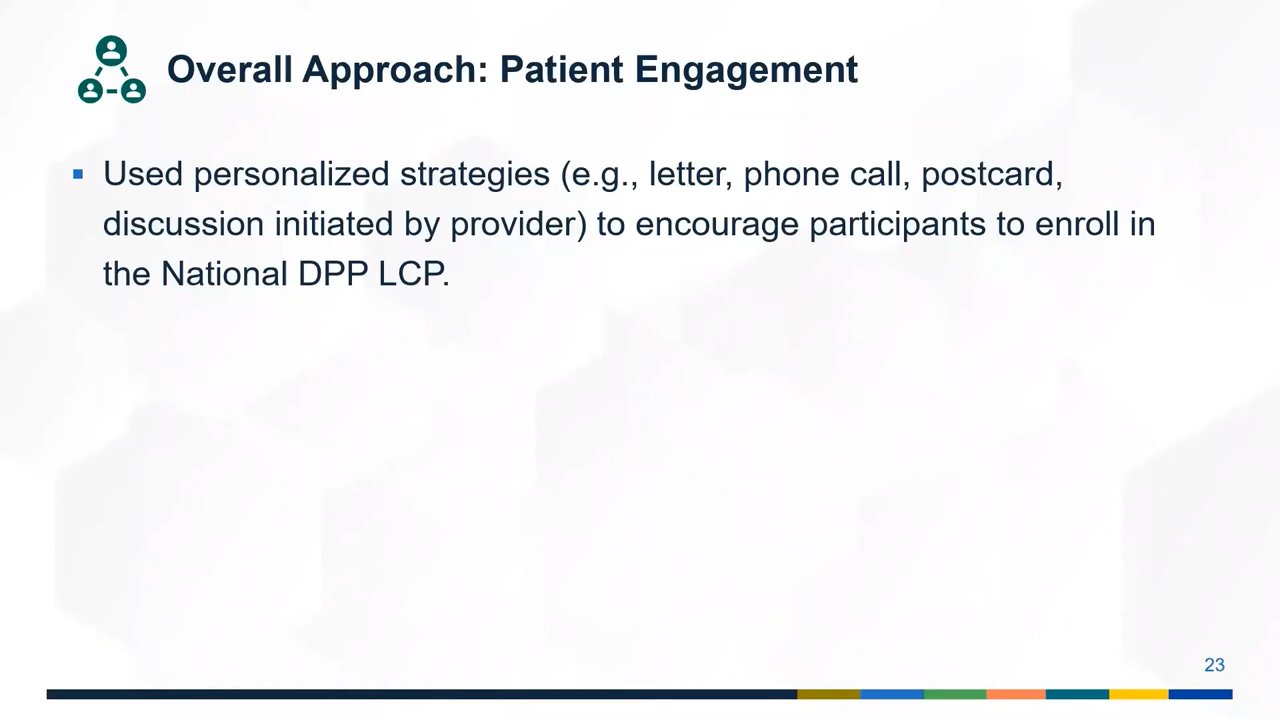 Overall Approach: Patient Engagement
▪ Used personalized strategies (e.g., letter, phone call, postcard,
discussion initiated by provider) to encourage participants to enroll in
the National DPP LCP.
23